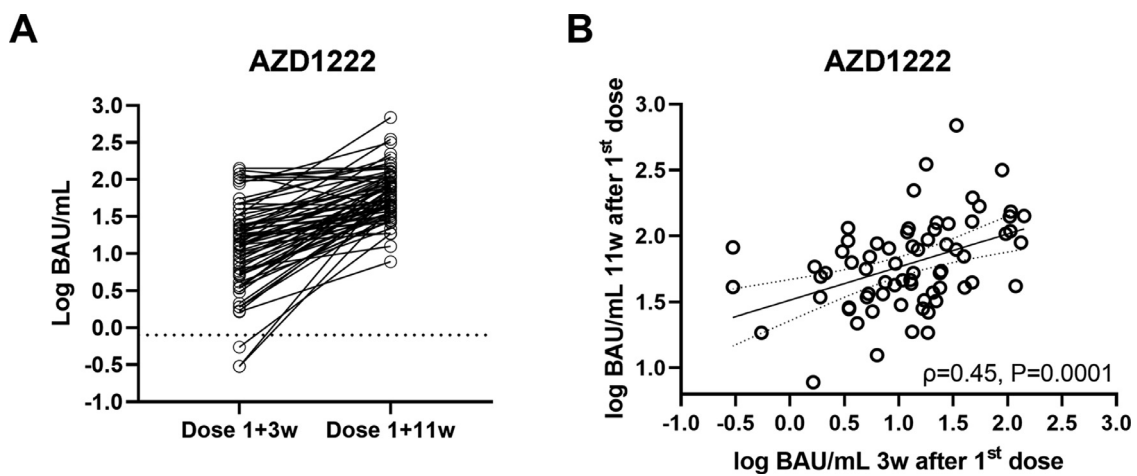 A
AZD1222
Log BAU/mL
3.0
2.5
2.0
1.5
1.0
0.5
0.0
-0.5
-1.0
Dose 1+3w Dose 1+11w
B
AZD1222
log BAU/mL 11w after 1st dose
3.0
2.5
2.0
1.5
1.0
ρ=0.45, P=0.0001
-1.0 -0.5 0.0 0.5 1.0 1.5 2.0 2.5 3.0
log BAU/mL 3w after 1st dose